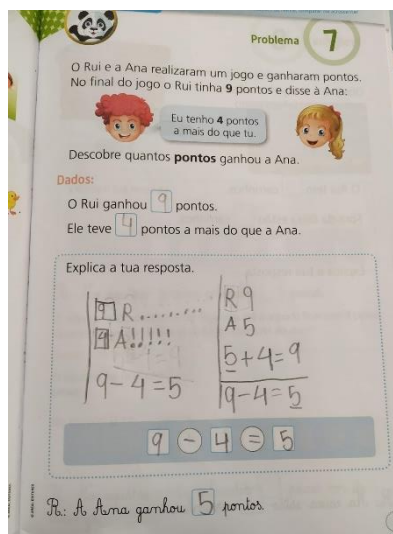 Problema 7
O Rui e a Ana realizaram um jogo e ganharam pontos.
No final do jogo o Rui tinha 9 pontos e disse à Ana:
Eu tenho 4 pontos
a mais do que tu.
Descobre quantos pontos ganhou a Ana.
Dados:
O Rui ganhou 9 pontos.
Ele teve 4 pontos a mais do que a Ana.
Explica a tua resposta.
9 R.........
4 A!!!!!
9-4=5
R 9
A 5
5+4=9
9-4=5
9 - 4 = 5
R.: A Ana ganhou 5 pontos.